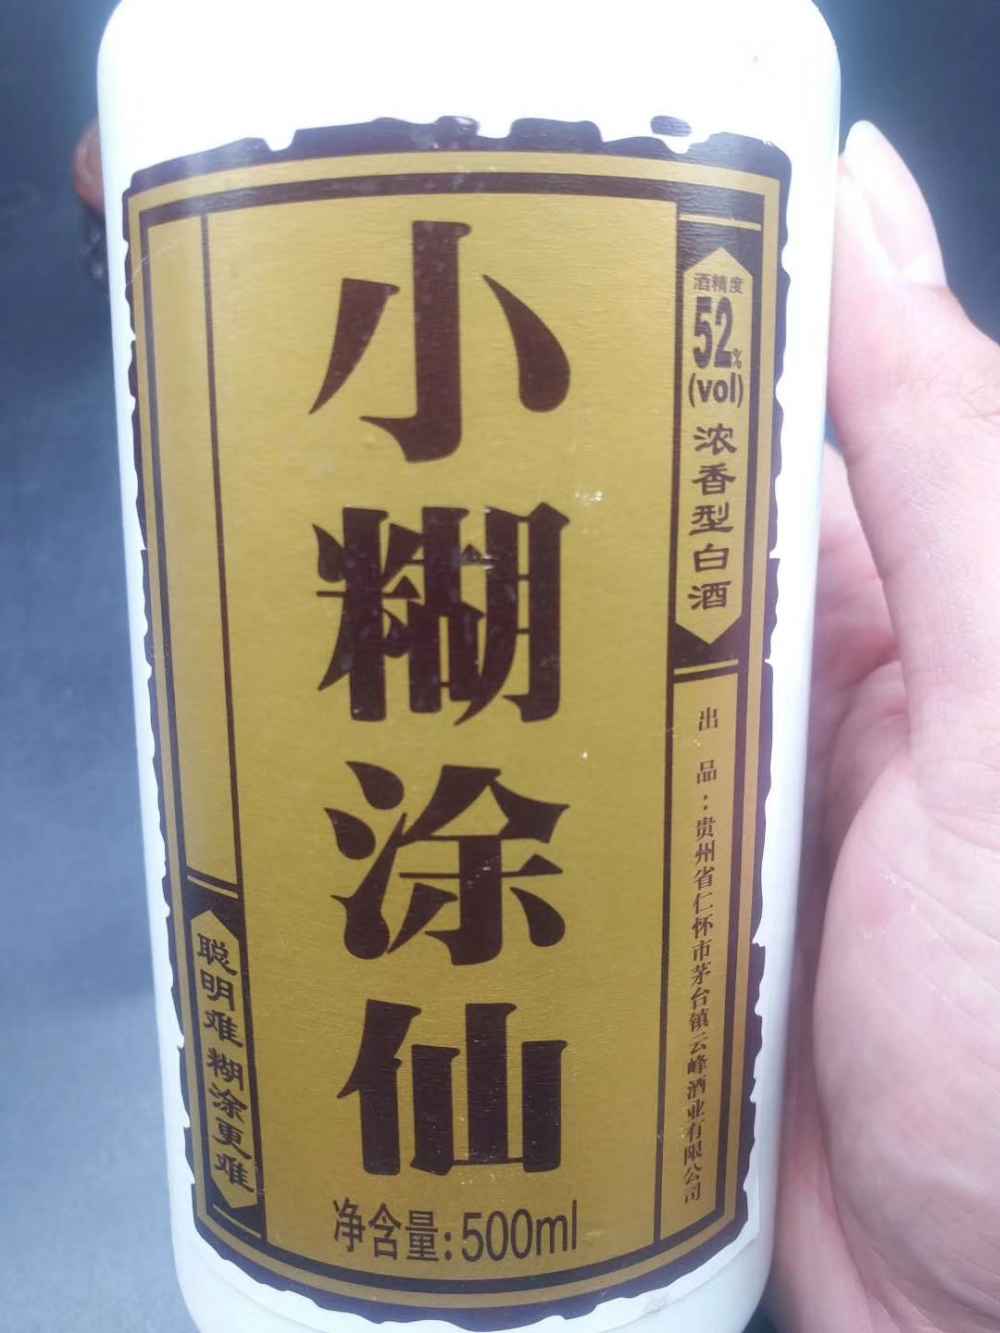 小糊涂仙
酒精度
52%
(vol)
浓香型白酒
出品：贵州省仁怀市茅台镇云峰酒业有限公司
聪明难 糊涂更难
净含量:500ml